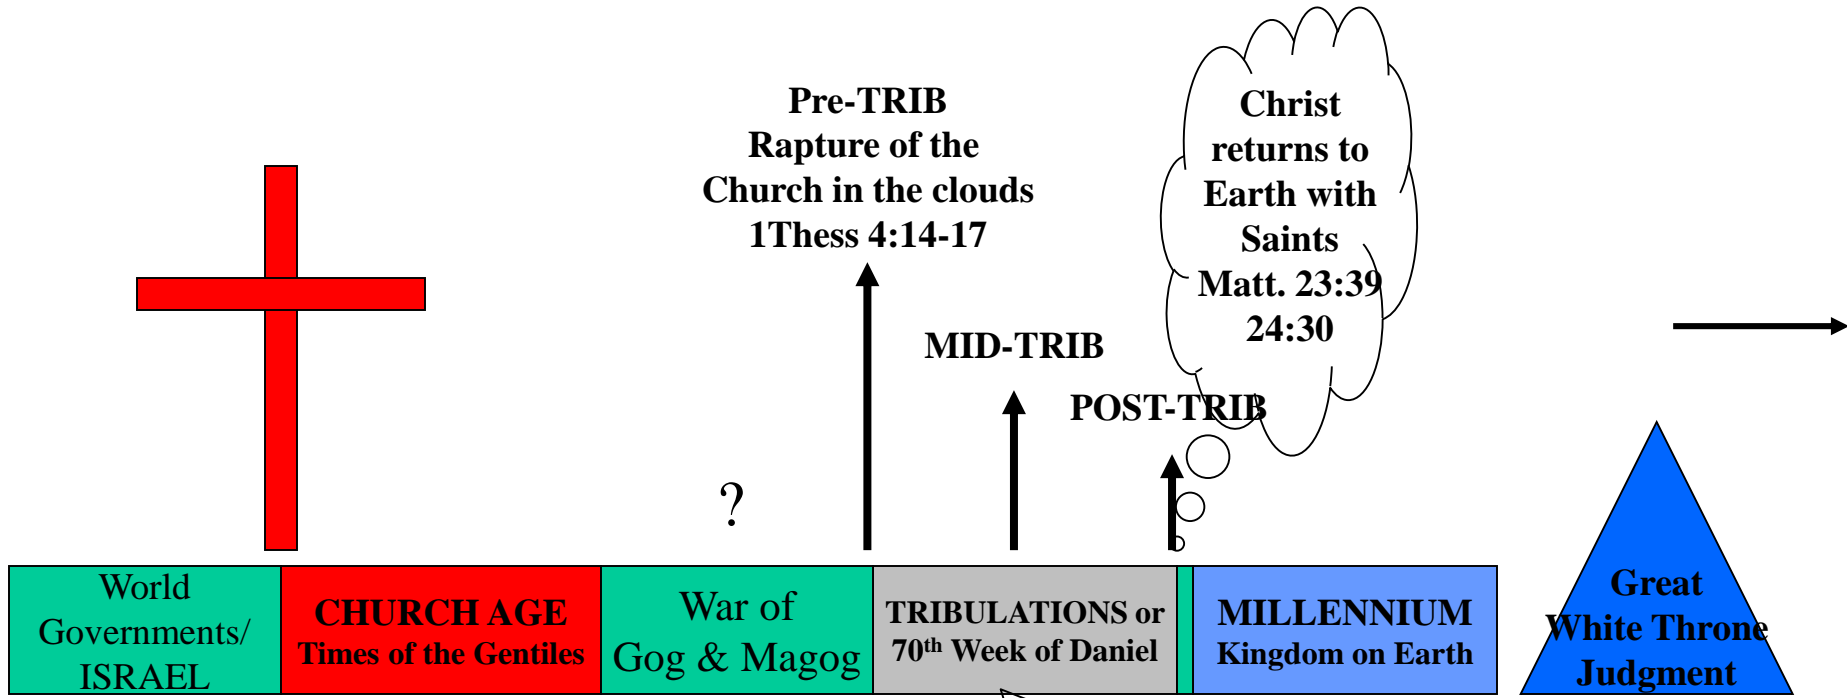 Pre-TRIB
Rapture of the
Church in the clouds
1Thess 4:14-17
Christ
returns to
Earth with
Saints
Matt. 23:39
24:30
MID-TRIB
POST-TRIB
?
World
Governments/
ISRAEL
CHURCH AGE
Times of the Gentiles
War of
Gog & Magog
TRIBULATIONS or
70th Week of Daniel
MILLENNIUM
Kingdom on Earth
Great
White Throne
Judgment